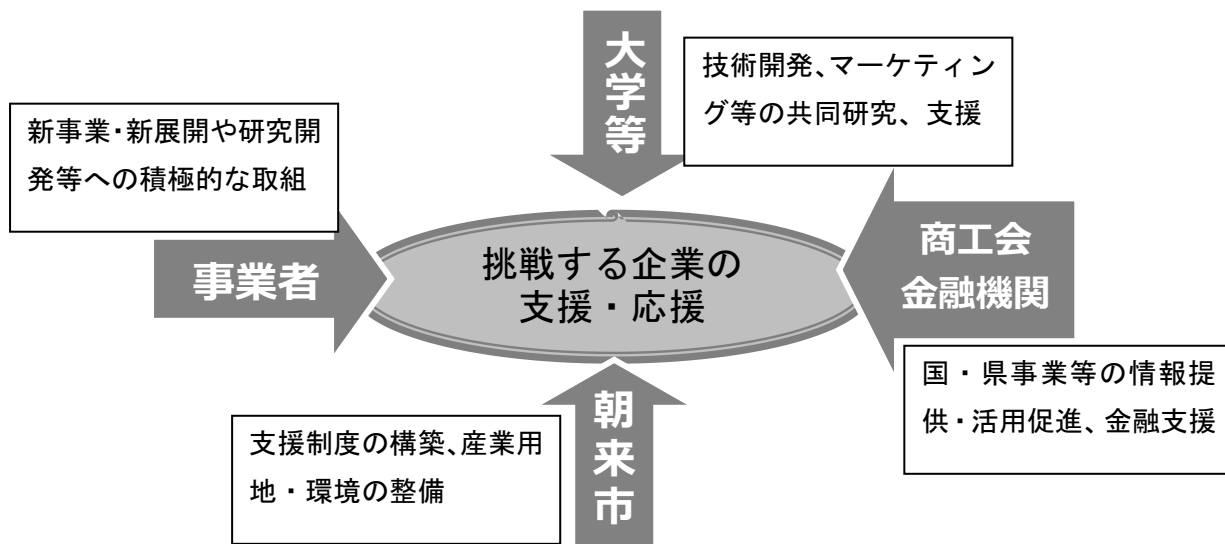 大学等
技術開発、マーケティン
グ等の共同研究、支援
新事業・新展開や研究開
発等への積極的な取組
事業者
挑戦する企業の
支援・応援
商工会
金融機関
国・県事業等の情報提
供・活用促進、金融支援
朝来市
支援制度の構築、産業用
地・環境の整備